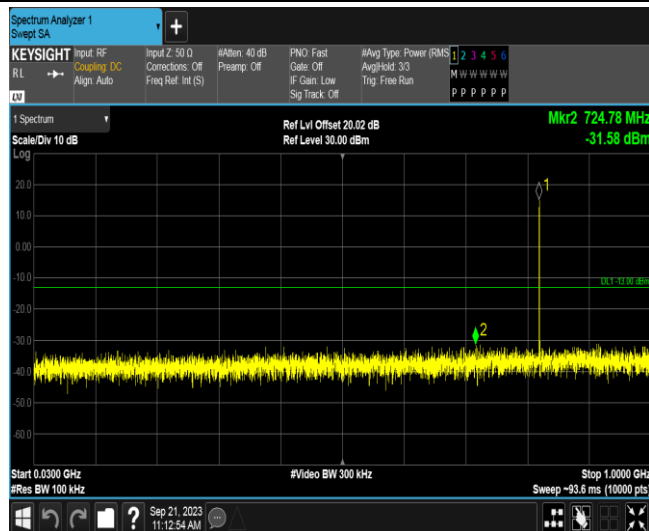 Spectrum Analyzer 1
Swept SA
KEYSIGHT
RL
LXI
Input: RF
Coupling: DC
Align: Auto
Input Z: 50 Ω
Corrections: Off
Freq Ref: Int (S)
#Atten: 40 dB
Preamp: Off
PNO: Fast
Gate: Off
IF Gain: Low
Sig Track: Off
#Avg Type: Power (RMS
Avg|Hold: 3/3
Trig: Free Run
1 2 3 4 5 6
M W W W W W
P P P P P P
1 Spectrum
Scale/Div 10 dB
Ref Lvl Offset 20.02 dB
Ref Level 30.00 dBm
Mkr2 724.78 MHz
-31.58 dBm
Log
1
20.0
10.0
0.00
-10.0
DL1 -13.00 dBm
-20.0
2
-30.0
-40.0
-50.0
-60.0
Start 0.0300 GHz
#Video BW 300 kHz
Stop 1.0000 GHz
#Res BW 100 kHz
Sweep ~93.6 ms (10000 pts)
Sep 21, 2023
11:12:54 AM